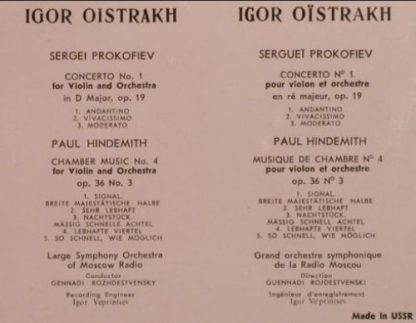 IGOR OISTRAKH
SERGEI PROKOFIEV
CONCERTO No. 1
for Violin and Orchestra
in D Major, op. 19
1. ANDANTINO
2. VIVACISSIMO
3. MODERATO
PAUL HINDEMITH
CHAMBER MUSIC No. 4
for Violin and Orchestra
op. 36 No. 3
1. SIGNAL.
BREITE MAIESTÄTISCHE HALBE
2. SEHR LEBHAFT
3. NACHTSTÜCK.
MÄSSIG SCHNELLE ACHTEL
4. LEBHAFTE VIERTEL
5. SO SCHNELL, WIE MÖGLICH
Large Symphony Orchestra
of Moscow Radio
Conductor
GENNADI ROZHDESTVENSKY
Recording Engineer
Igor Veprintsev
IGOR OÏSTRAKH
SERGUEÏ PROKOFIEV
CONCERTO Nº 1
pour violon et orchestre
en ré majeur, op. 19
1. ANDANTINO
2. VIVACISSIMO
3. MODERATO
PAUL HINDEMITH
MUSIQUE DE CHAMBRE Nº 4
pour violon et orchestre
op. 36 Nº 3
1. SIGNAL.
BREITE MAIESTÄTISCHE HALBE
2. SEHR LEBHAFT
3. NACHTSTÜCK.
MÄSSIG SCHNELLE ACHTEL
4. LEBHAFTE VIERTEL
5. SO SCHNELL, WIE MÖGLICH
Grand orchestre symphonique
de la Radio Moscou
Direction
GUENNADI ROJDESTVENSKI
Ingénieur d'enregistrement
Igor Veprintsev
Made in USSR